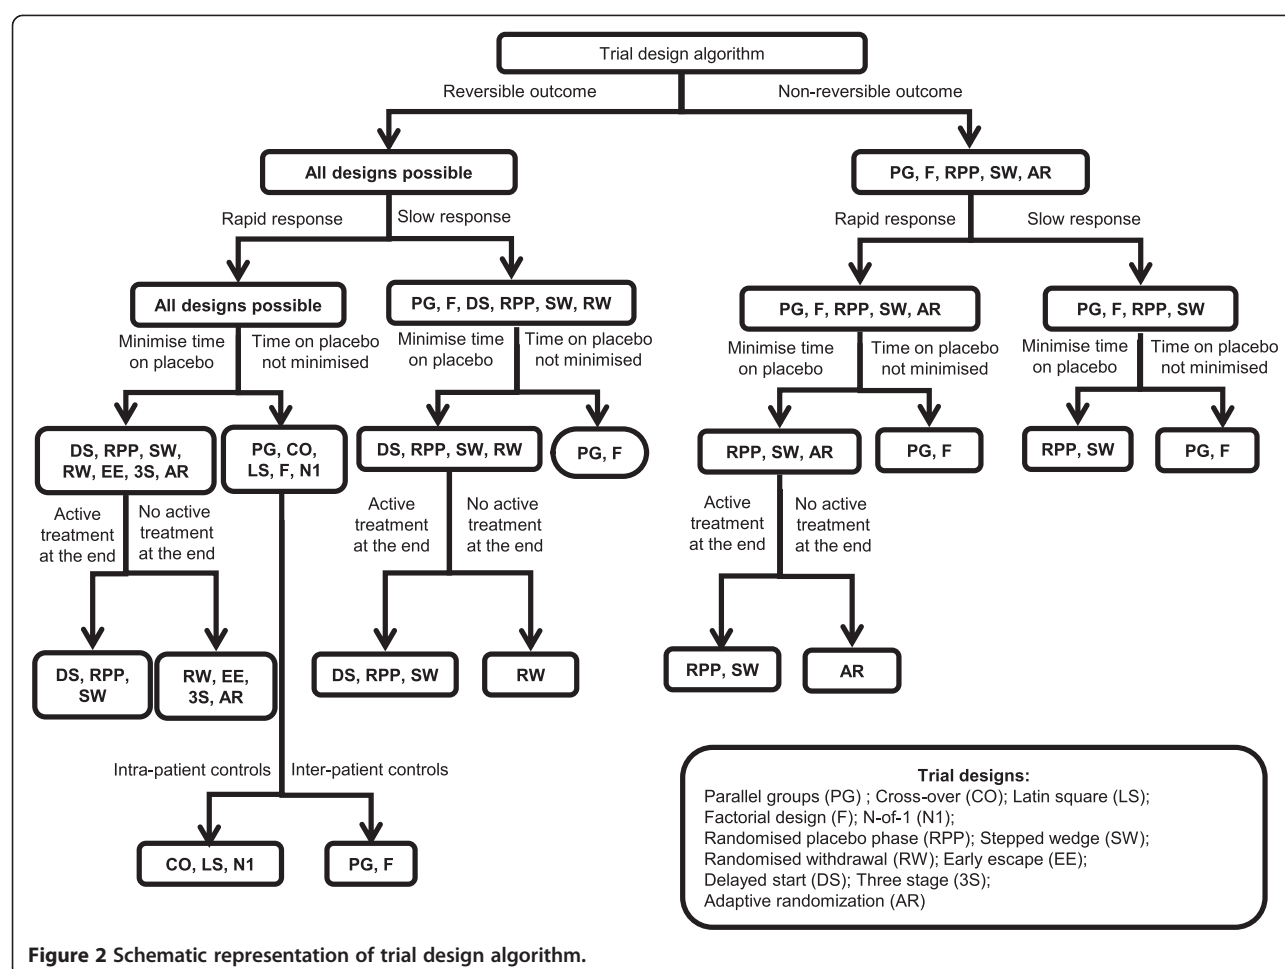 Trial design algorithm
Reversible outcome
Non-reversible outcome
All designs possible
PG, F, RPP, SW, AR
Rapid response
Slow response
Rapid response
Slow response
All designs possible
PG, F, DS, RPP, SW, RW
PG, F, RPP, SW, AR
PG, F, RPP, SW
Minimise time
on placebo
Time on placebo
not minimised
Minimise time
on placebo
Time on placebo
not minimised
Minimise time
on placebo
Time on placebo
not minimised
Minimise time
on placebo
Time on placebo
not minimised
DS, RPP, SW,
RW, EE, 3S, AR
PG, CO,
LS, F, N1
DS, RPP, SW, RW
PG, F
RPP, SW, AR
PG, F
RPP, SW
PG, F
Active
treatment
at the end
No active
treatment
at the end
Active
treatment
at the end
No active
treatment
at the end
Active
treatment
at the end
No active
treatment
at the end
DS, RPP,
SW
RW, EE,
3S, AR
DS, RPP, SW
RW
RPP, SW
AR
Intra-patient controls
Inter-patient controls
CO, LS, N1
PG, F
Trial designs:
Parallel groups (PG) ; Cross-over (CO); Latin square (LS);
Factorial design (F); N-of-1 (N1);
Randomised placebo phase (RPP); Stepped wedge (SW);
Randomised withdrawal (RW); Early escape (EE);
Delayed start (DS); Three stage (3S);
Adaptive randomization (AR)
Figure 2 Schematic representation of trial design algorithm.